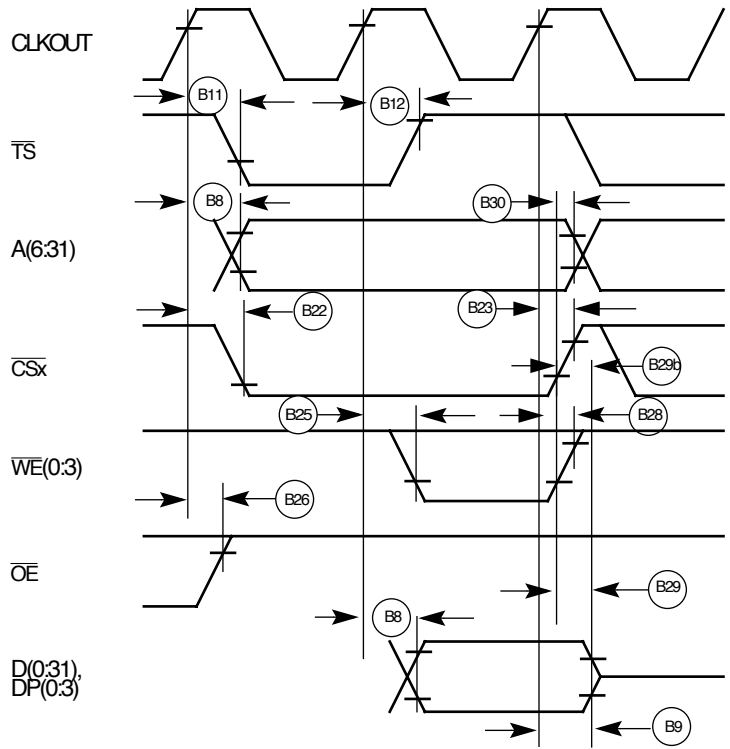 CLKOUT
B11
B12
TS
B8
B30
A(6:31)
B22
B23
CSx
B29b
B25
B28
WE(0:3)
B26
OE
B29
B8
D(0:31),
DP(0:3)
B9